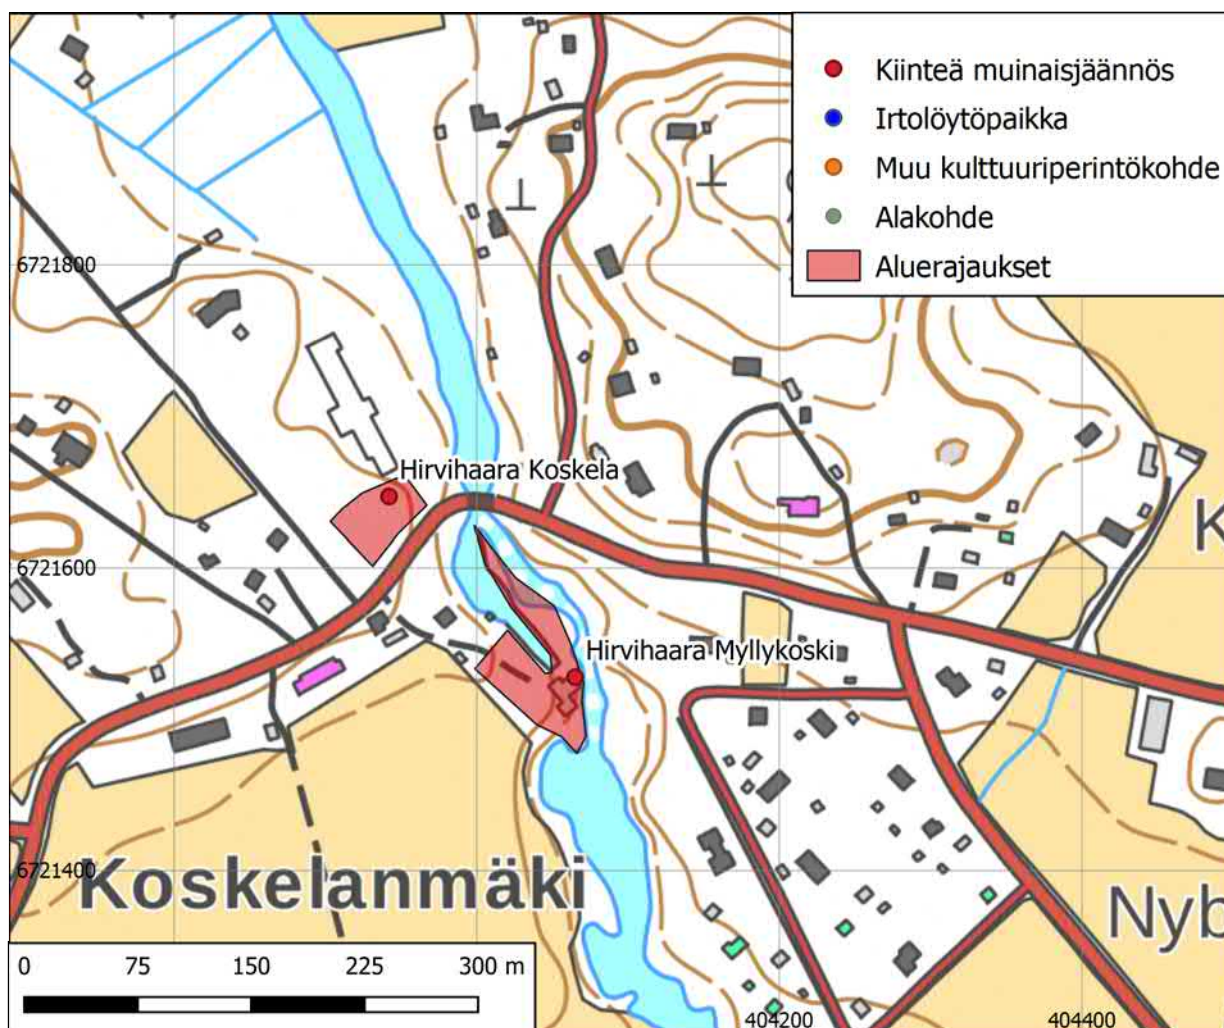 Kiinteä muinaisjäännös
Irtolöytöpaikka
Muu kulttuuriperintökohde
Alakohde
Aluerajaukset
6721800
Hirvihaara Koskela
K
6721600
Hirvihaara Myllykoski
6721400
Koskelanmäki
Nyb
0 75 150 225 300 m
404200
404400